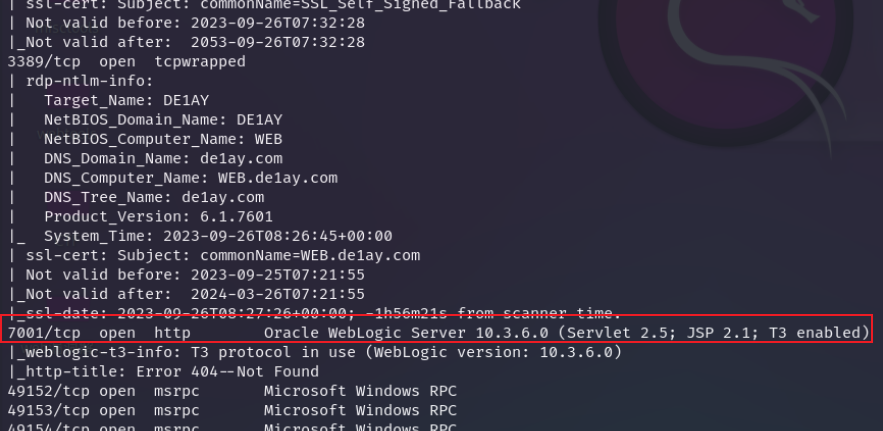 | ssl-cert: Subject: commonName=SSL_Self_Signed_Fallback
| Not valid before: 2023-09-26T07:32:28
|_Not valid after:  2053-09-26T07:32:28
3389/tcp  open  tcpwrapped
| rdp-ntlm-info:
|   Target_Name: DE1AY
|   NetBIOS_Domain_Name: DE1AY
|   NetBIOS_Computer_Name: WEB
|   DNS_Domain_Name: de1ay.com
|   DNS_Computer_Name: WEB.de1ay.com
|   DNS_Tree_Name: de1ay.com
|   Product_Version: 6.1.7601
|_  System_Time: 2023-09-26T08:26:45+00:00
| ssl-cert: Subject: commonName=WEB.de1ay.com
| Not valid before: 2023-09-25T07:21:55
|_Not valid after:  2024-03-26T07:21:55
|_ssl-date: 2023-09-26T08:27:26+00:00; -1h56m21s from scanner time.
7001/tcp  open  http          Oracle WebLogic Server 10.3.6.0 (Servlet 2.5; JSP 2.1; T3 enabled)
|_weblogic-t3-info: T3 protocol in use (WebLogic version: 10.3.6.0)
|_http-title: Error 404--Not Found
49152/tcp open  msrpc         Microsoft Windows RPC
49153/tcp open  msrpc         Microsoft Windows RPC
49154/tcp open  msrpc         Microsoft Windows RPC